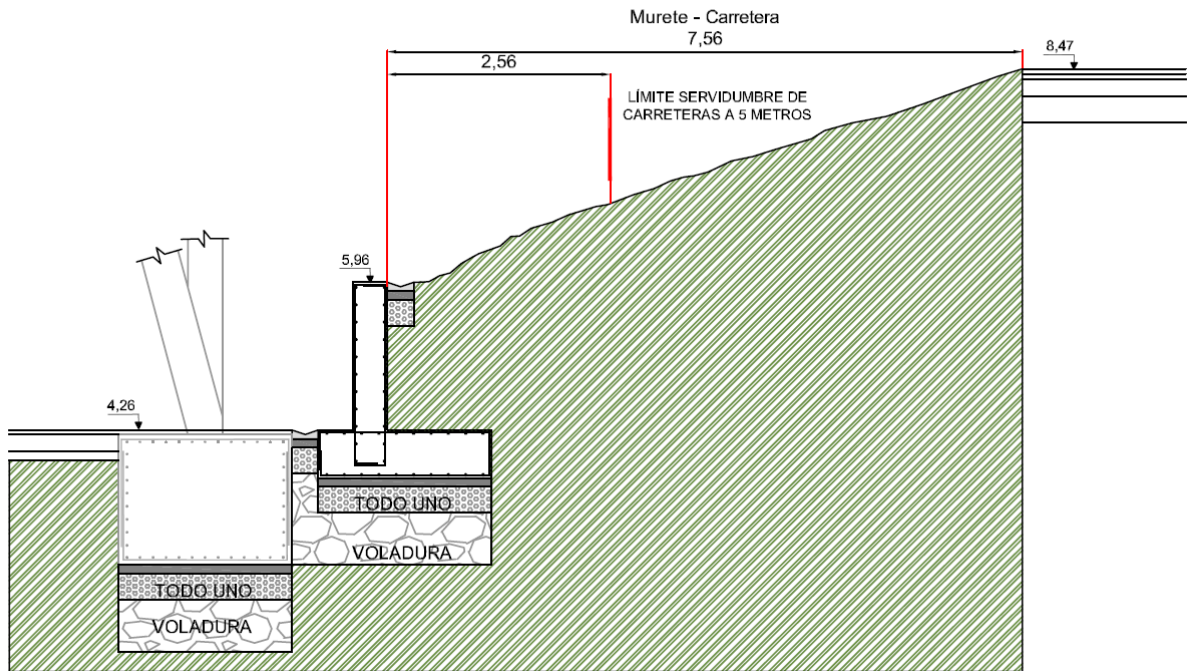 Murete - Carretera
7,56
8,47
2,56
LÍMITE SERVIDUMBRE DE
CARRETERAS A 5 METROS
5,96
4,26
TODO UNO
VOLADURA
TODO UNO
VOLADURA